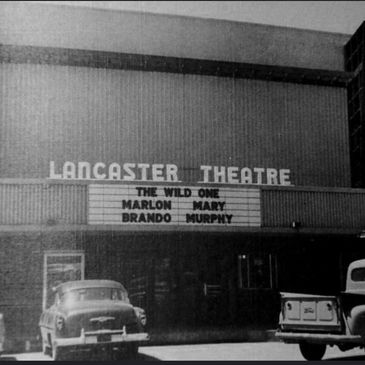 LANCASTER THEATRE
THE WILD ONE
MARLON MARY
BRANDO MURPHY